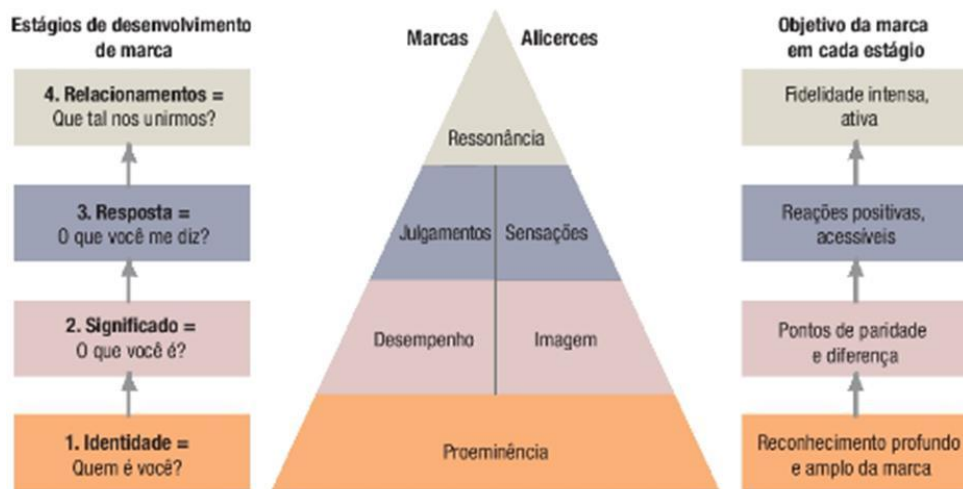 Estágios de desenvolvimento
de marca
4. Relacionamentos =
Que tal nos unirmos?
3. Resposta =
O que você me diz?
2. Significado =
O que você é?
1. Identidade =
Quem é você?
Marcas Alicerces
Ressonância
Julgamentos Sensações
Desempenho Imagem
Proeminência
Objetivo da marca
em cada estágio
Fidelidade intensa,
ativa
Reações positivas,
acessíveis
Pontos de paridade
e diferença
Reconhecimento profundo
e amplo da marca